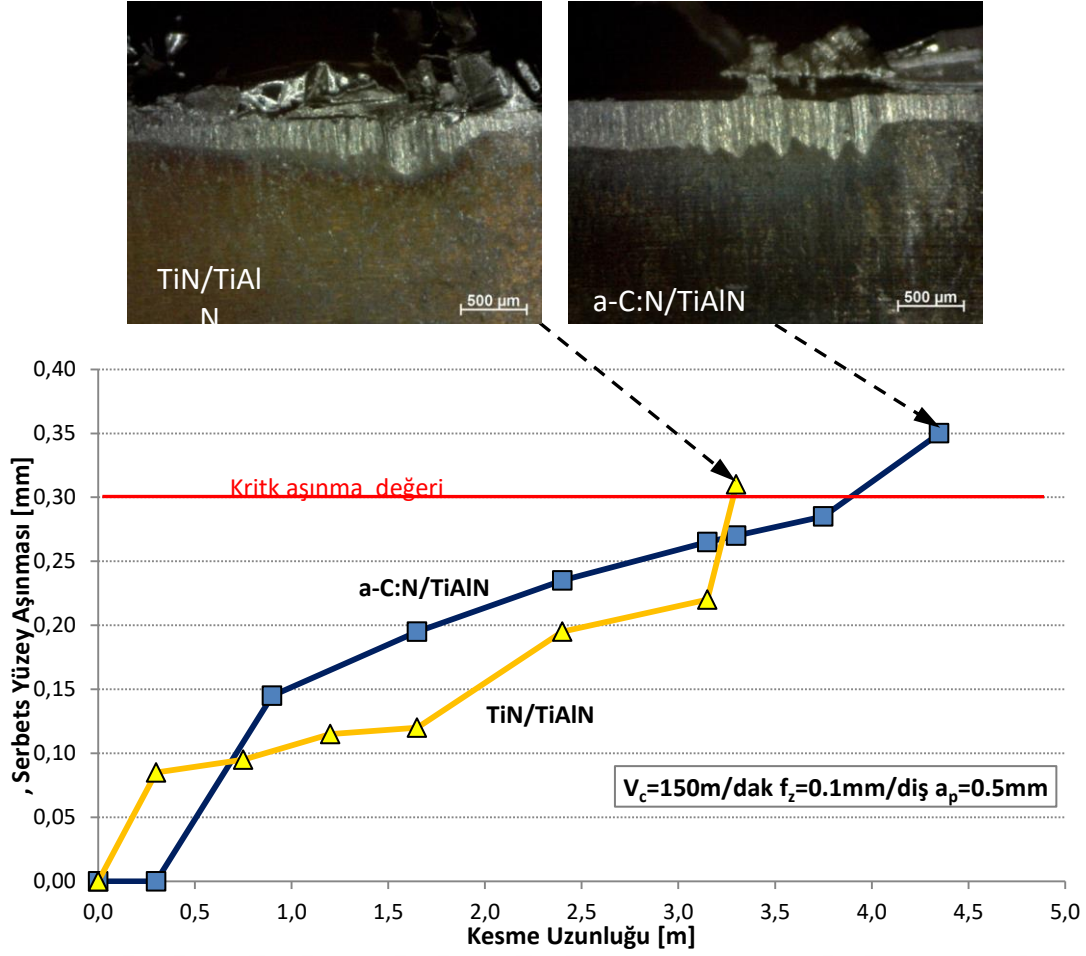 TiN/TiAl
N
500 µm
a-C:N/TiAlN
500 µm
0,40
0,35
0,30
0,25
0,20
0,15
0,10
0,05
0,00
, Serbets Yüzey Aşınması [mm]
Kritk aşınma değeri
a-C:N/TiAlN
TiN/TiAlN
Vc=150m/dak fz=0.1mm/diş ap=0.5mm
0,0 0,5 1,0 1,5 2,0 2,5 3,0 3,5 4,0 4,5 5,0
Kesme Uzunluğu [m]